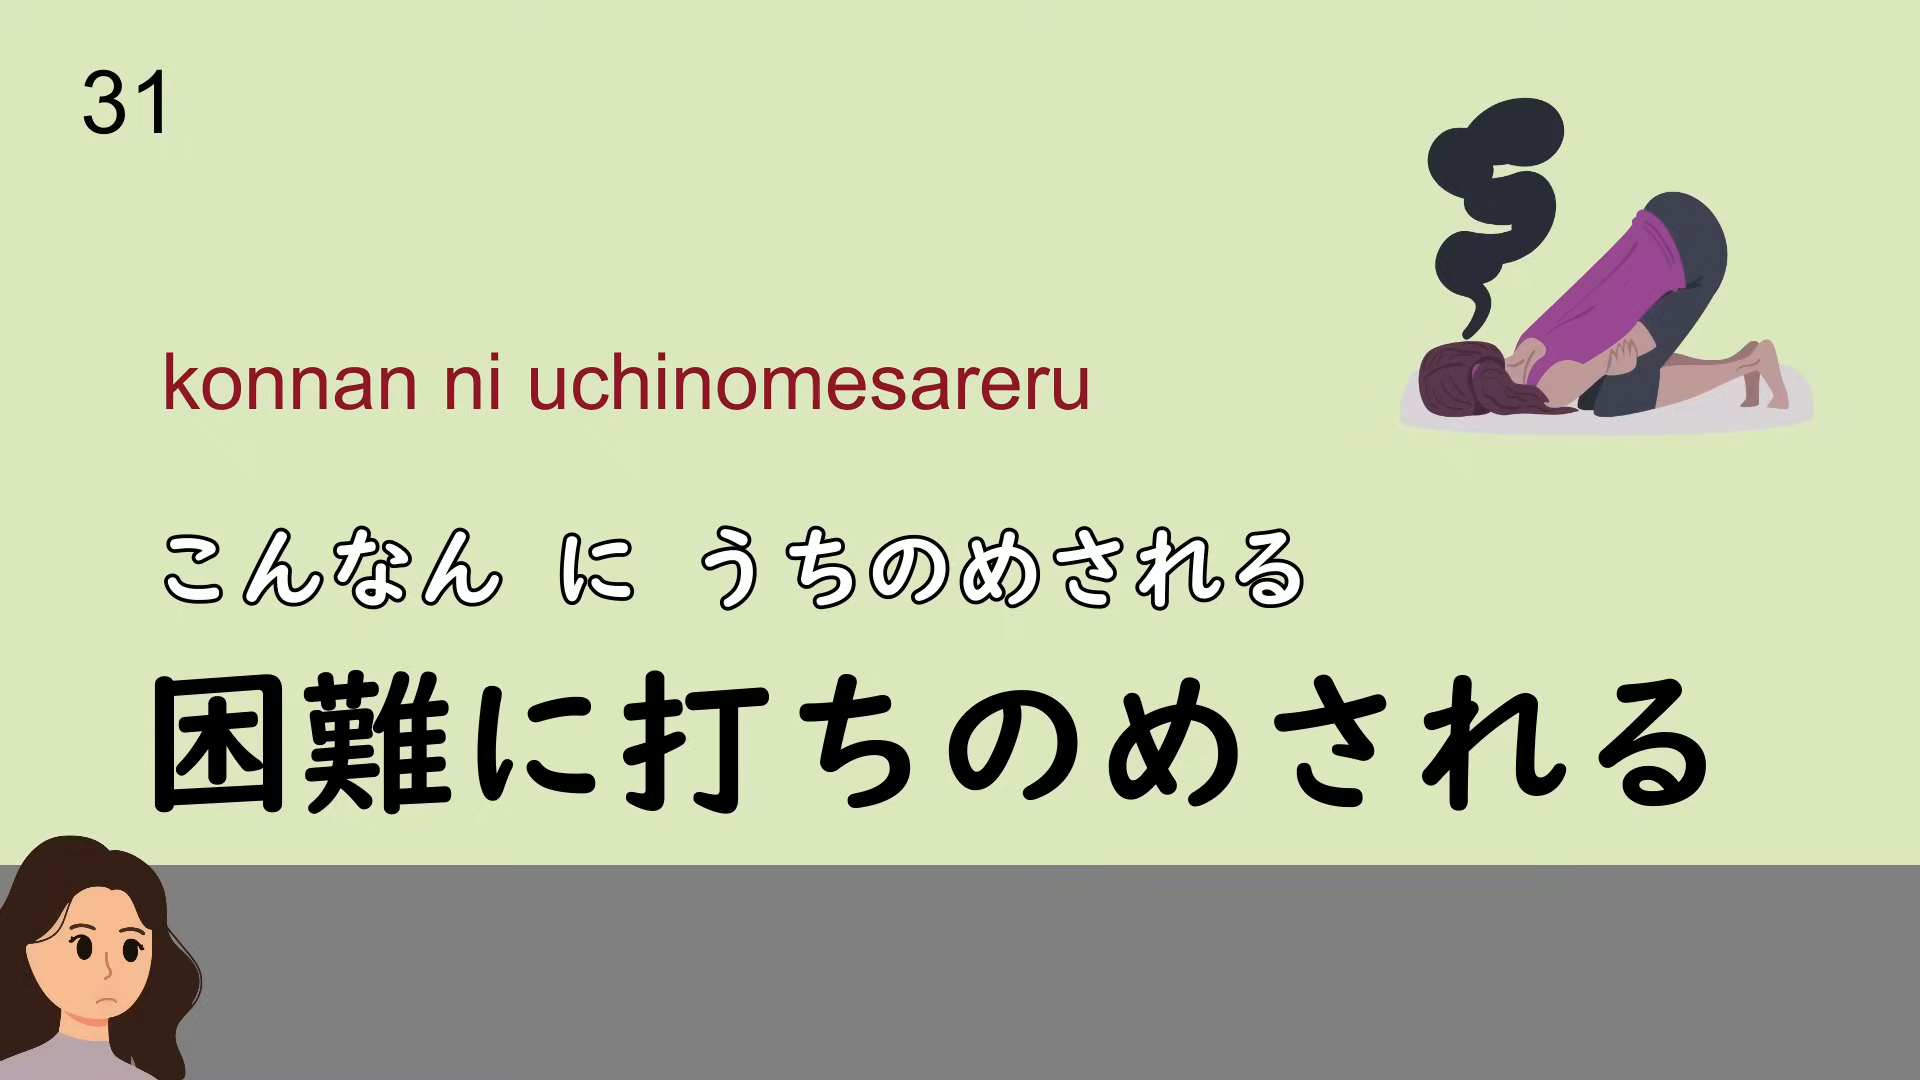 31
konnan ni uchinomesareru
こんなん に うちのめされる
困難に打ちのめされる